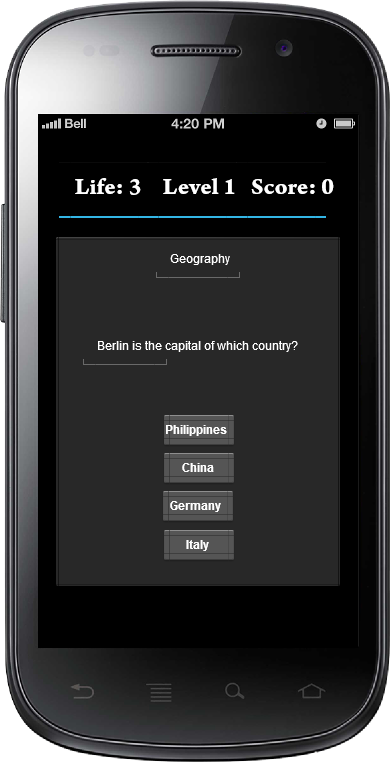 Bell 4:20 PM
Life: 3 Level 1 Score: 0
Geography
Berlin is the capital of which country?
Philippines
China
Germany
Italy